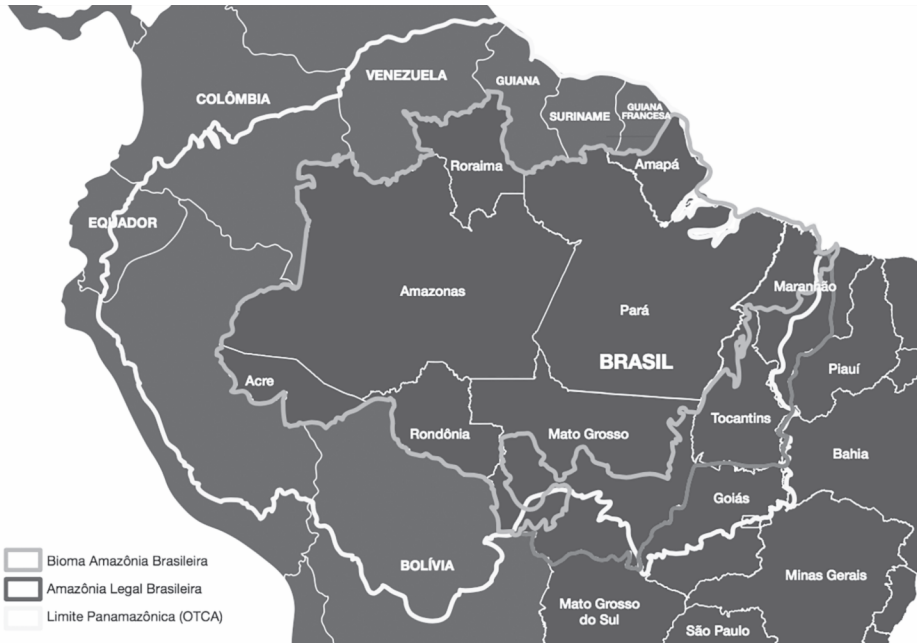 VENEZUELA
GUIANA
COLÔMBIA
SURINAME
GUIANA
FRANCESA
Roraima
Amapá
EQUADOR
Amazonas
Maranhão
Pará
BRASIL
Acre
Piauí
Tocantins
Rondônia
Mato Grosso
Bahia
Goiás
Bioma Amazônia Brasileira
BOLÍVIA
Amazônia Legal Brasileira
Minas Gerais
Limite Panamazônica (OTCA)
Mato Grosso
do Sul
São Paulo